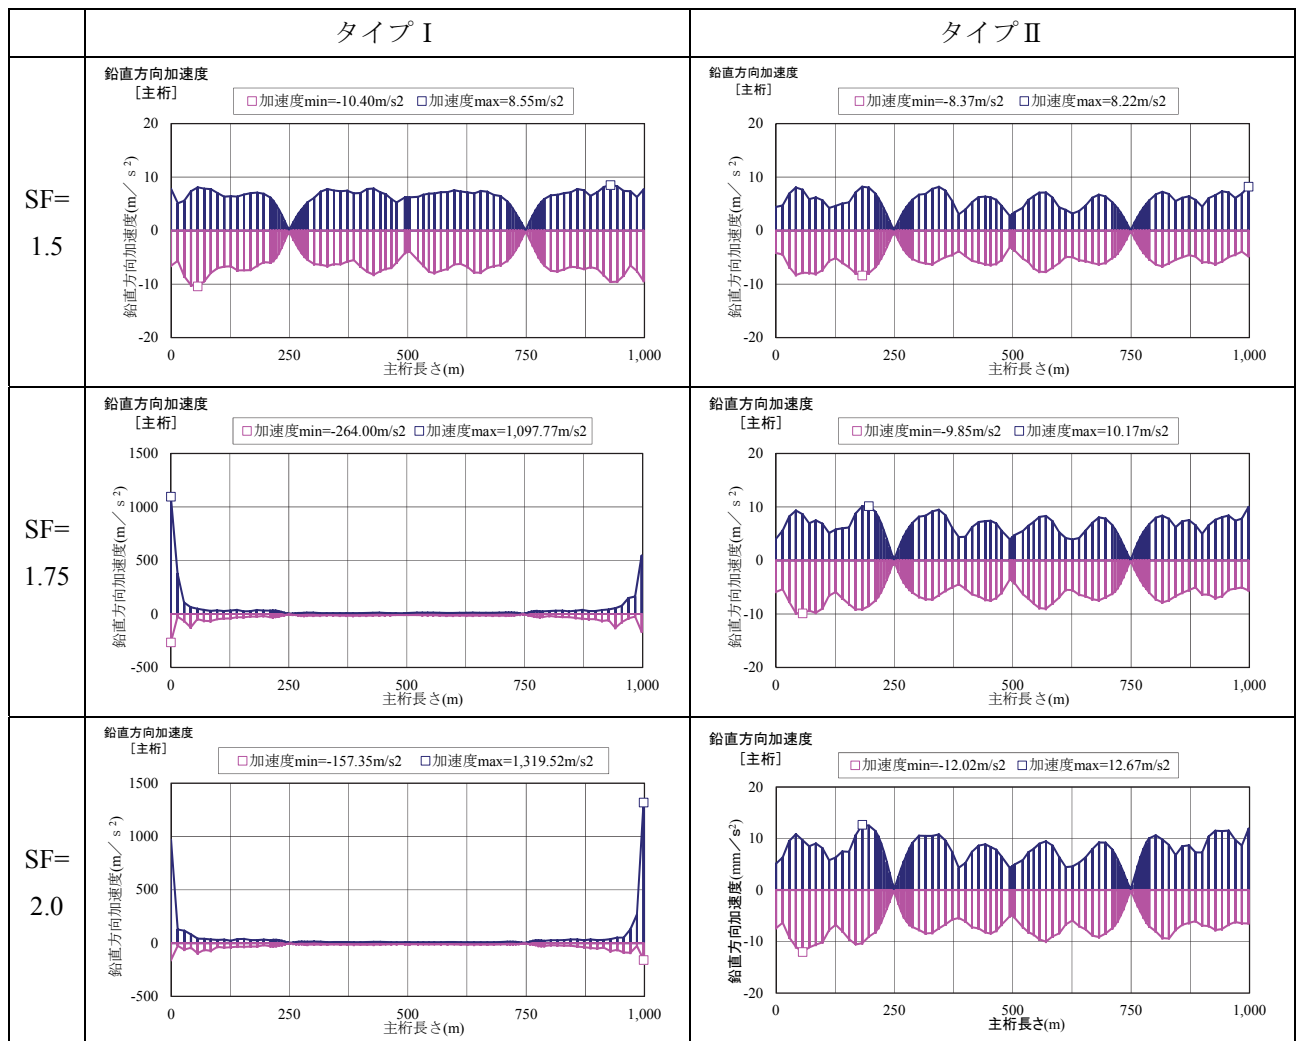 タイプⅠ
タイプⅡ
SF=
1.5
鉛直方向加速度
[主桁]
加速度min=-10.40m/s2 加速度max=8.55m/s2
鉛直方向加速度(m／ｓ²)
20
10
0
-10
-20
0 250 500 750 1,000
主桁長さ(m)
鉛直方向加速度
[主桁]
加速度min=-8.37m/s2 加速度max=8.22m/s2
鉛直方向加速度(m／ｓ²)
20
10
0
-10
-20
0 250 500 750 1,000
主桁長さ(m)
SF=
1.75
鉛直方向加速度
[主桁]
加速度min=-264.00m/s2 加速度max=1,097.77m/s2
鉛直方向加速度(m／ｓ²)
1500
1000
500
0
-500
0 250 500 750 1,000
主桁長さ(m)
鉛直方向加速度
[主桁]
加速度min=-9.85m/s2 加速度max=10.17m/s2
鉛直方向加速度(m／ｓ²)
20
10
0
-10
-20
0 250 500 750 1,000
主桁長さ(m)
SF=
2.0
鉛直方向加速度
[主桁]
加速度min=-157.35m/s2 加速度max=1,319.52m/s2
鉛直方向加速度(m／ｓ²)
1500
1000
500
0
-500
0 250 500 750 1,000
主桁長さ(m)
鉛直方向加速度
[主桁]
加速度min=-12.02m/s2 加速度max=12.67m/s2
鉛直方向加速度(mm／s²)
20
10
0
-10
-20
0 250 500 750 1,000
主桁長さ(m)